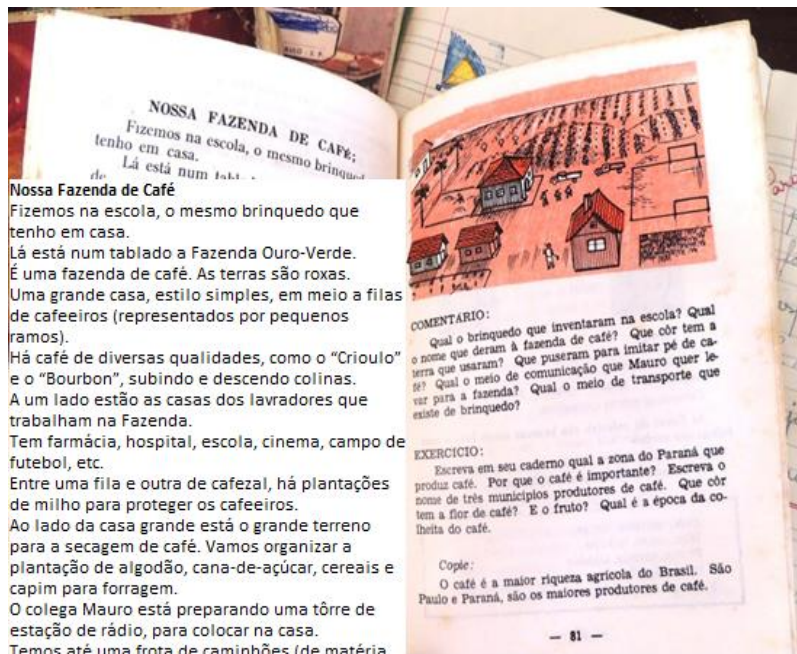 AULO - S. P.
NOSSA FAZENDA DE CAFÉ;
Fizemos na escola, o mesmo brinqued
tenho em casa.
Lá está num tabl
de
Nossa Fazenda de Café
Fizemos na escola, o mesmo brinquedo que
tenho em casa.
Lá está num tablado a Fazenda Ouro-Verde.
É uma fazenda de café. As terras são roxas.
Uma grande casa, estilo simples, em meio a filas
de cafeeiros (representados por pequenos
ramos).
Há café de diversas qualidades, como o “Crioulo”
e o “Bourbon”, subindo e descendo colinas.
A um lado estão as casas dos lavradores que
trabalham na Fazenda.
Tem farmácia, hospital, escola, cinema, campo de
futebol, etc.
Entre uma fila e outra de cafezal, há plantações
de milho para proteger os cafeeiros.
Ao lado da casa grande está o grande terreno
para a secagem de café. Vamos organizar a
plantação de algodão, cana-de-açúcar, cereais e
capim para forragem.
O colega Mauro está preparando uma tôrre de
estação de rádio, para colocar na casa.
Temos até uma frota de caminhões (de matéria
COMENTÁRIO:
Qual o brinquedo que inventaram na escola? Qual
o nome que deram à fazenda de café? Que côr tem a
terra que usaram? Que puseram para imitar pé de ca-
fé? Qual o meio de comunicação que Mauro quer le-
var para a fazenda? Qual o meio de transporte que
existe de brinquedo?
EXERCÍCIO:
Escreva em seu caderno qual a zona do Paraná que
produz café. Por que o café é importante? Escreva o
nome de três municípios produtores de café. Que côr
tem a flor de café? E o fruto? Qual é a época da co-
lheita do café.
Copie:
O café é a maior riqueza agrícola do Brasil. São
Paulo e Paraná, são os maiores produtores de café.
— 81 —